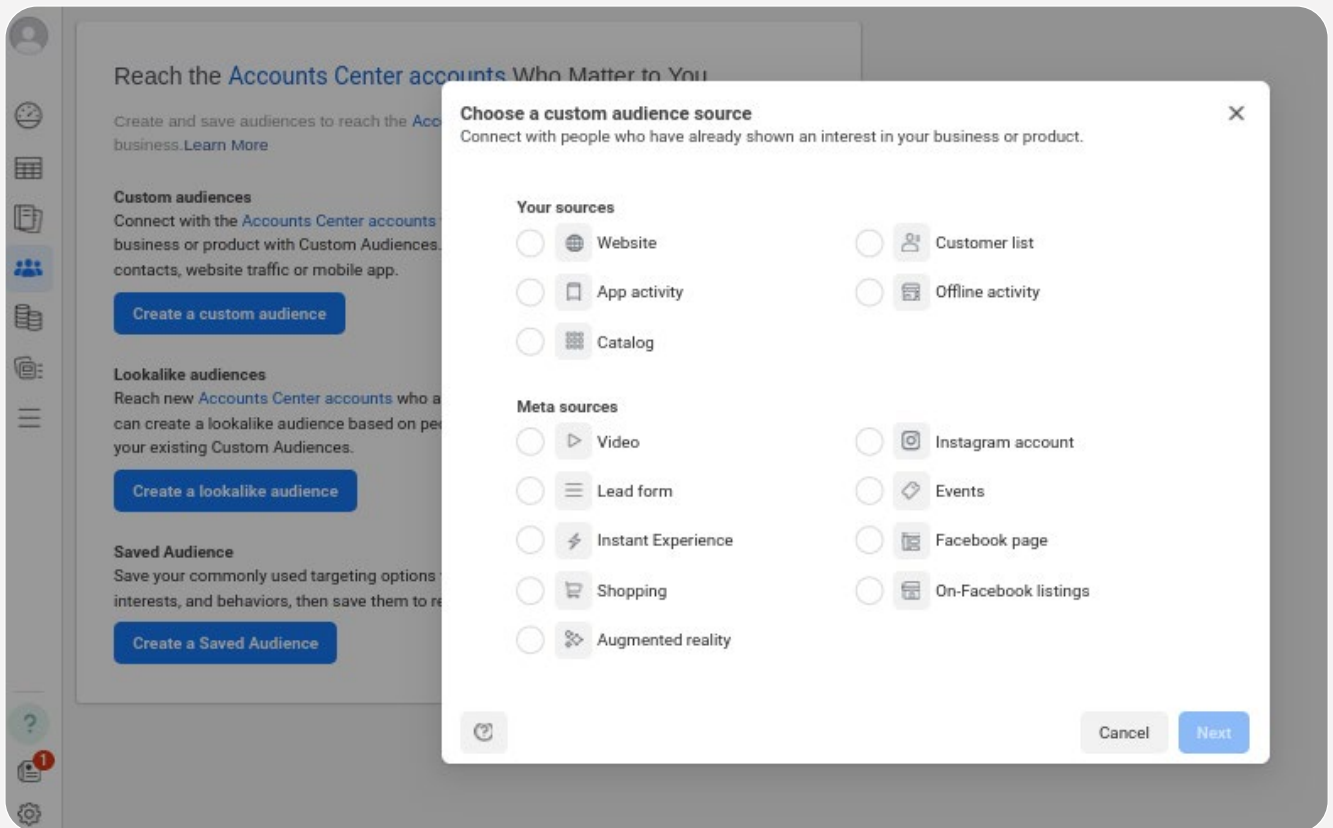 Reach the Accounts Center accounts Who Matter to You
Create and save audiences to reach the
business.Learn More
Custom audiences
Connect with the Accounts Center accounts
business or product with Custom Audiences.
contacts, website traffic or mobile app.
Create a custom audience
Lookalike audiences
Reach new Accounts Center accounts who
can create a lookalike audience based on
your existing Custom Audiences.
Create a lookalike audience
Saved Audience
Save your commonly used targeting options
interests, and behaviors, then save them to
Create a Saved Audience
?
1
Choose a custom audience source
Connect with people who have already shown an interest in your business or product.
Your sources
Website
Customer list
App activity
Offline activity
Catalog
Meta sources
Video
Instagram account
Lead form
Events
Instant Experience
Facebook page
Shopping
On-Facebook listings
Augmented reality
?
Cancel
Next